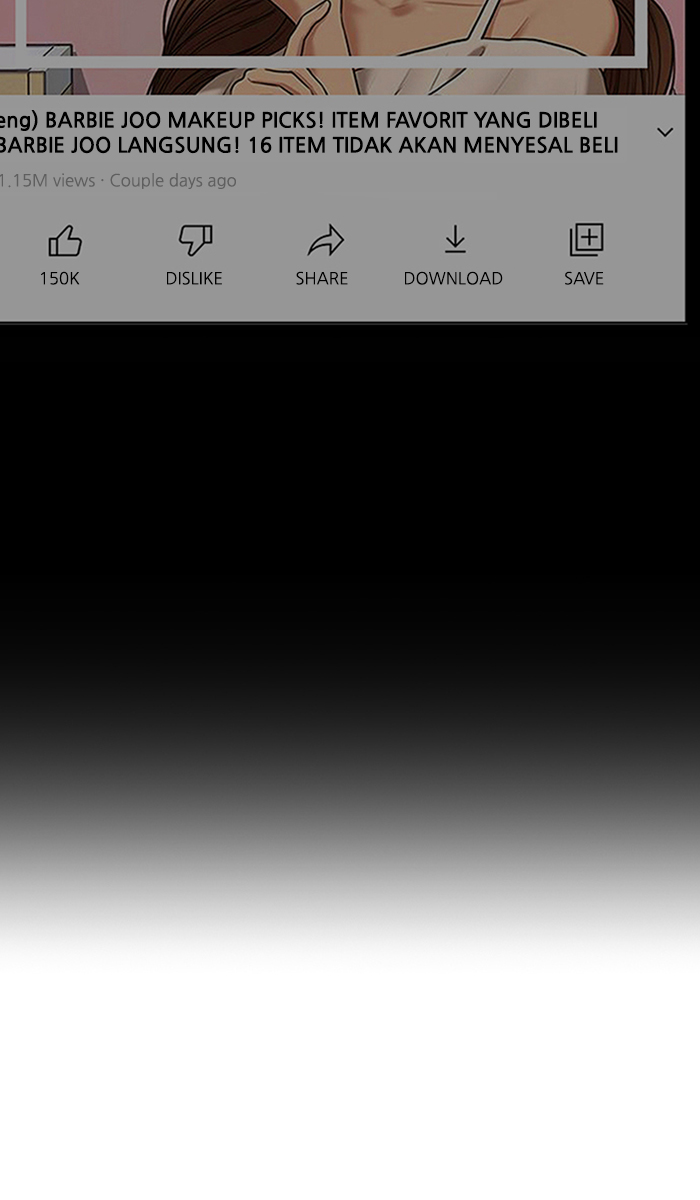 eng) BARBIE JOO MAKEUP PICKS! ITEM FAVORIT YANG DIBELI
BARBIE JOO LANGSUNG! 16 ITEM TIDAK AKAN MENYESAL BELI
1.15M views · Couple days ago
150K DISLIKE SHARE DOWNLOAD SAVE